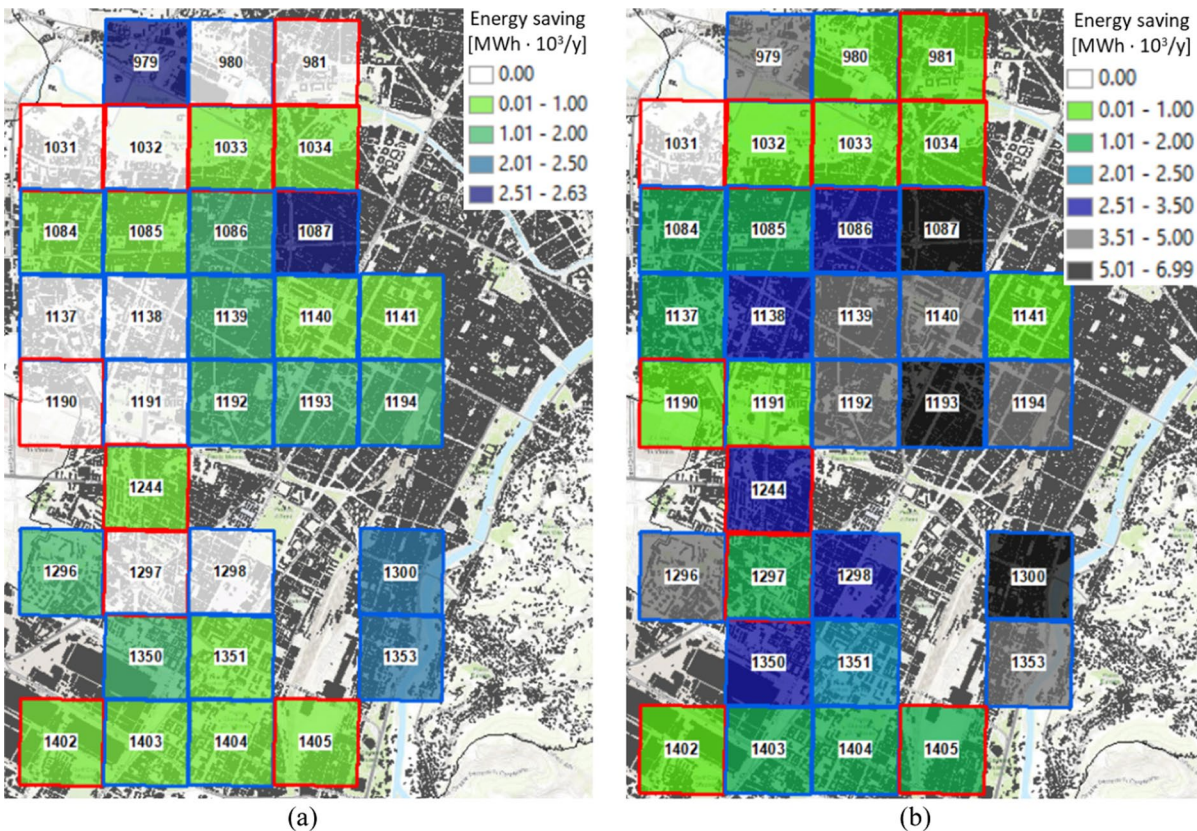 Energy saving
[MWh · 10³/y]
0.00
0.01 - 1.00
1.01 - 2.00
2.01 - 2.50
2.51 - 2.63
979 980 981
1031 1032 1033 1034
1084 1085 1086 1087
1137 1138 1139 1140 1141
1190 1191 1192 1193 1194
1244
1296 1297 1298 1300
1350 1351 1353
1402 1403 1404 1405
(a)
Energy saving
[MWh · 10³/y]
0.00
0.01 - 1.00
1.01 - 2.00
2.01 - 2.50
2.51 - 3.50
3.51 - 5.00
5.01 - 6.99
979 980 981
1031 1032 1033 1034
1084 1085 1086 1087
1137 1138 1139 1140 1141
1190 1191 1192 1193 1194
1244
1296 1297 1298 1300
1350 1351 1353
1402 1403 1404 1405
(b)